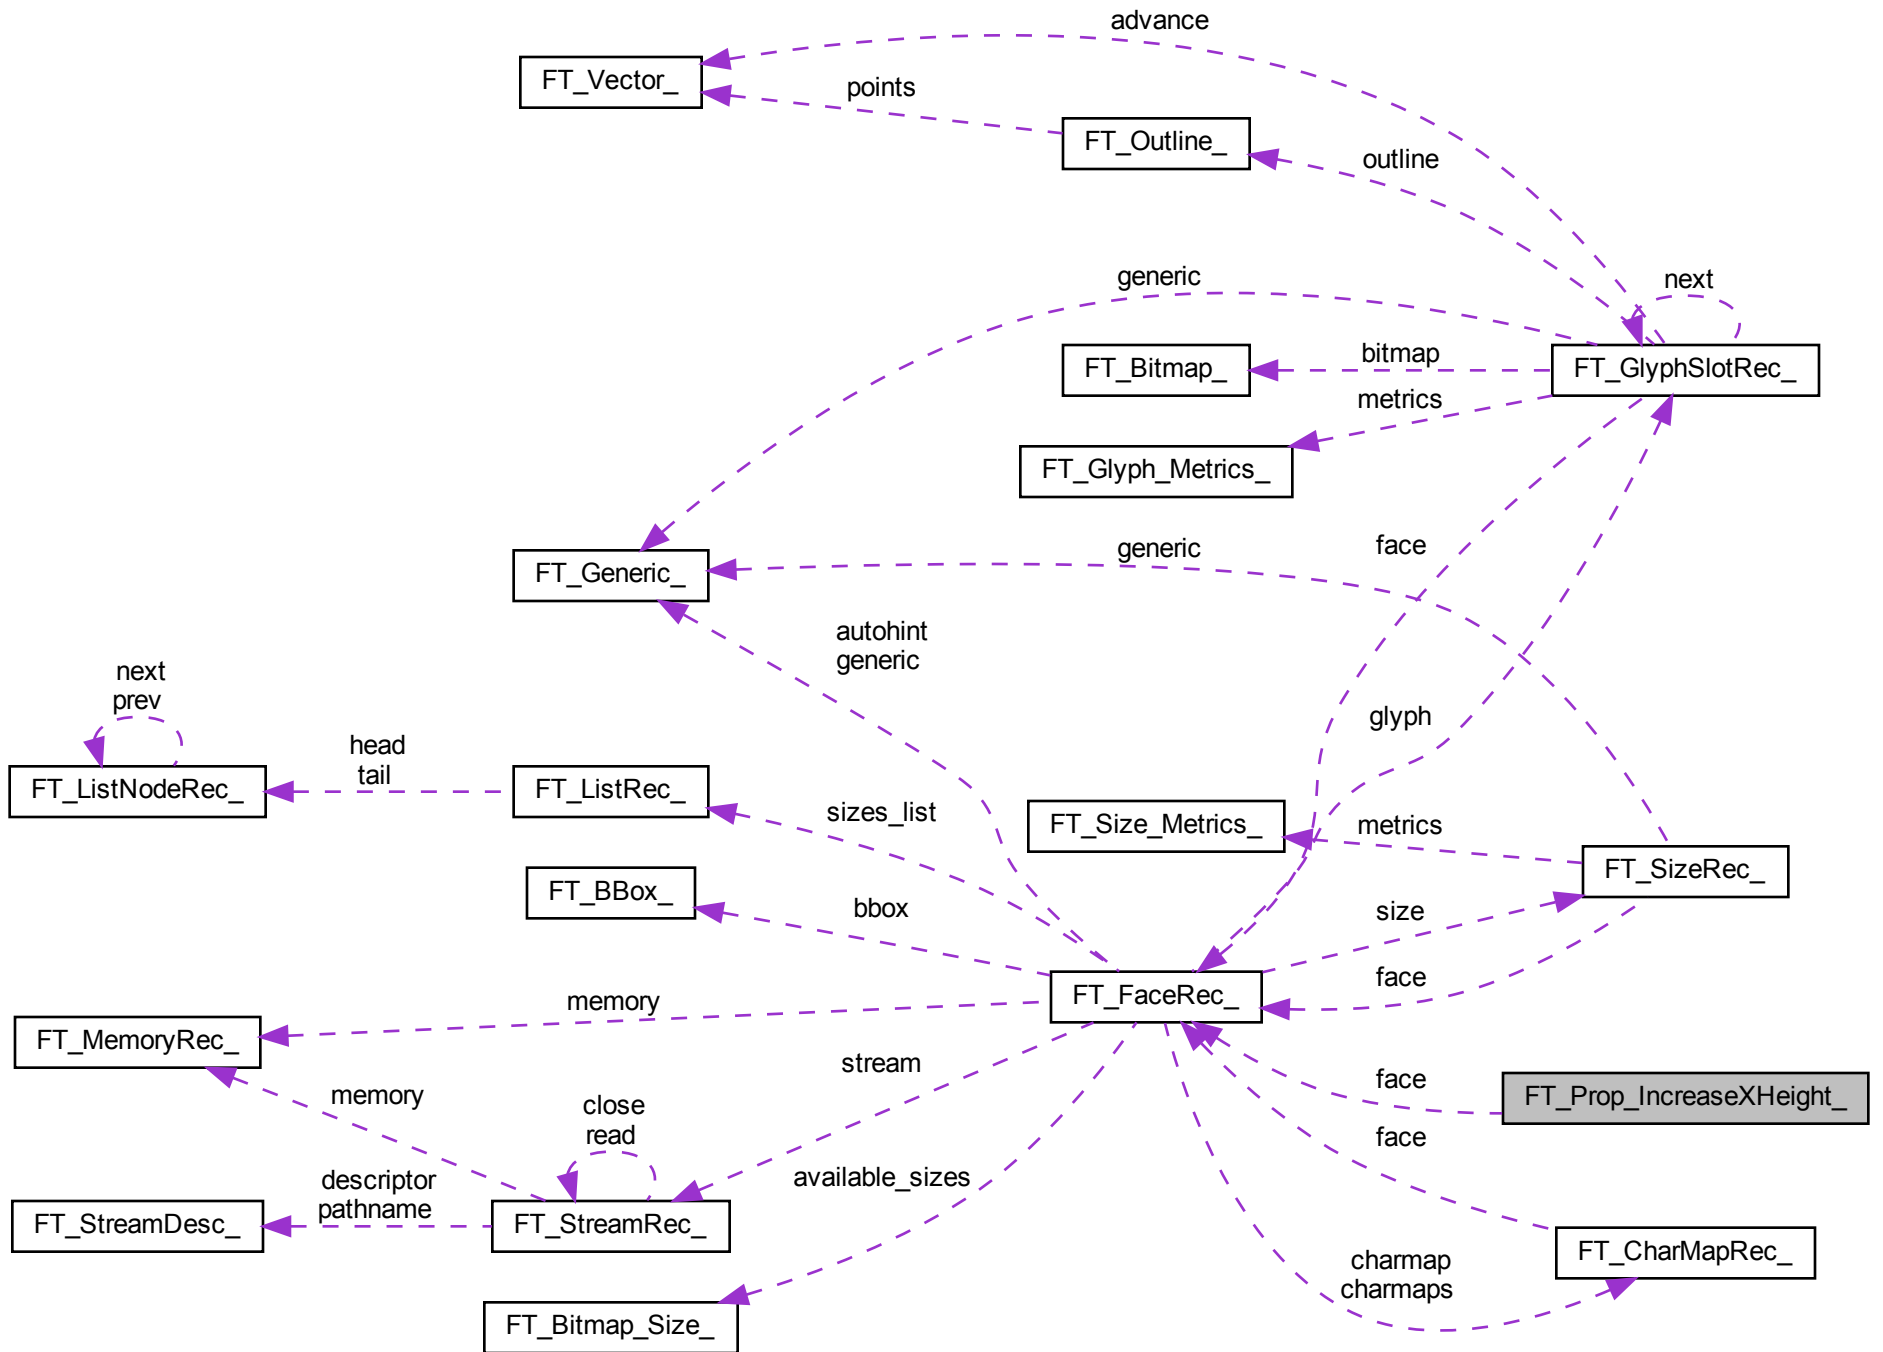 advance
FT_Vector_
points
FT_Outline_
outline
generic
next
FT_Bitmap_
bitmap
FT_GlyphSlotRec_
metrics
FT_Glyph_Metrics_
face
generic
FT_Generic_
autohint
generic
next
prev
glyph
head
tail
FT_ListNodeRec_
FT_ListRec_
sizes_list
FT_Size_Metrics_
metrics
FT_SizeRec_
FT_BBox_
bbox
size
face
FT_FaceRec_
memory
FT_MemoryRec_
stream
memory
close
read
face
FT_Prop_IncreaseXHeight_
face
available_sizes
descriptor
pathname
FT_StreamDesc_
FT_StreamRec_
FT_CharMapRec_
charmap
charmaps
FT_Bitmap_Size_